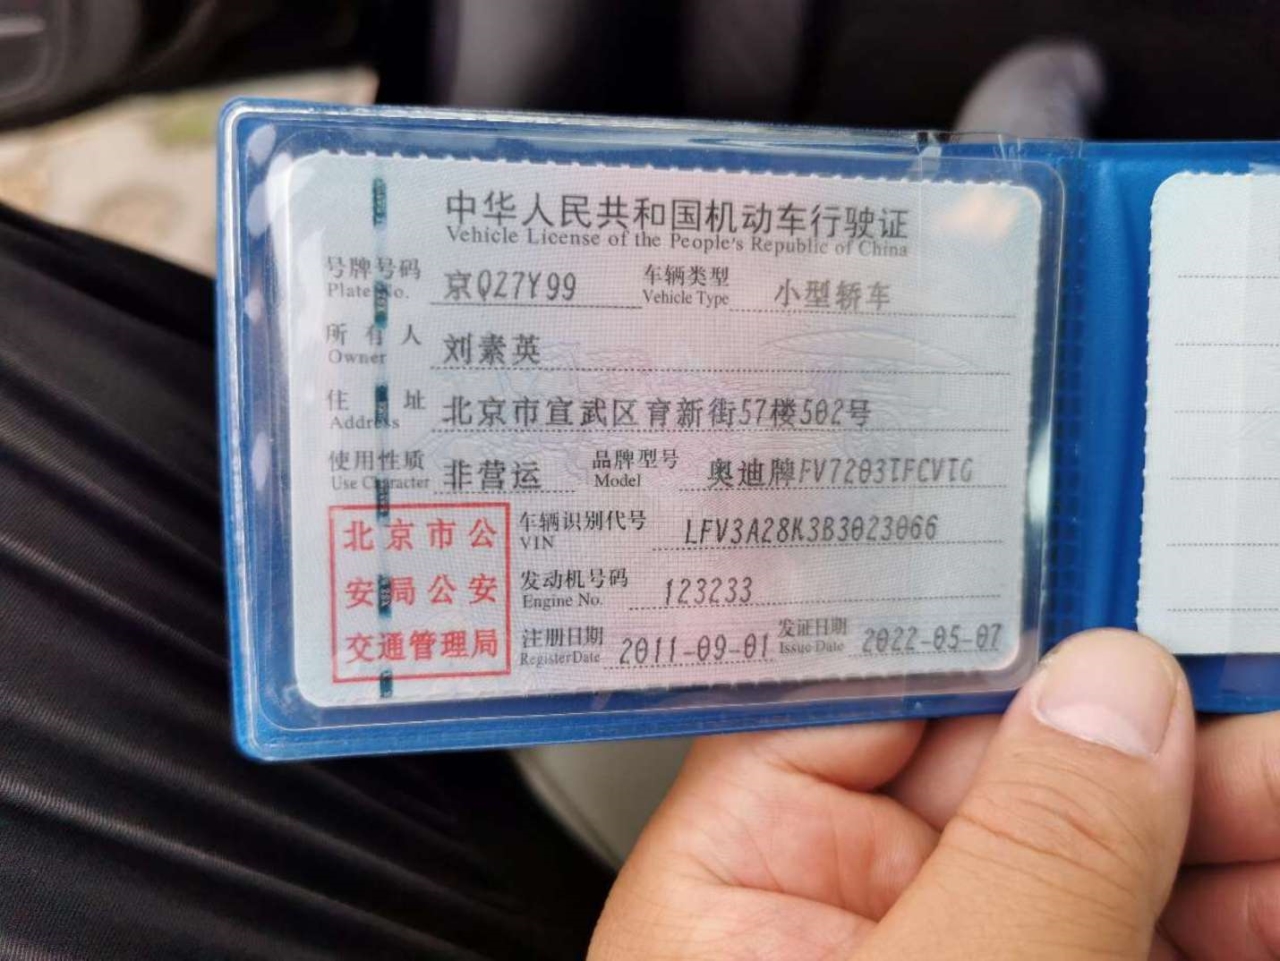 中华人民共和国机动车行驶证
Vehicle License of the People's Republic of China
号牌号码 京QZ7Y99 车辆类型 小型轿车
Plate No. Vehicle Type
所有人 刘素英
Owner
住址 北京市宣武区育新街57楼502号
Address
使用性质 非营运 品牌型号 奥迪牌FV7203TFCVTG
Use Character Model
北京市公
安局公安
交通管理局
车辆识别代号 LFV3A28K3B3023066
VIN
发动机号码 123233
Engine No.
注册日期 2011-09-01 发证日期 2022-05-07
Register Date Issue Date